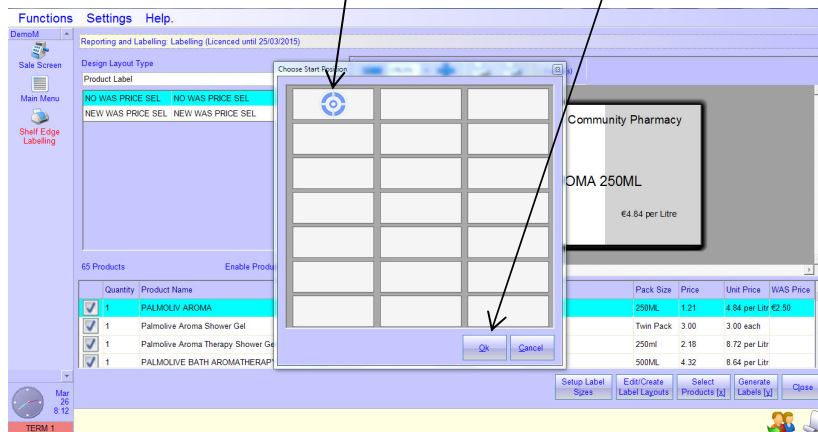 Functions Settings Help.
DemoM
Sale Screen
Main Menu
Shelf Edge
Labelling
Reporting and Labelling: Labelling (Licenced until 25/03/2015)
Design Layout Type
Product Label
NO WAS PRICE SEL NO WAS PRICE SEL
NEW WAS PRICE SEL NEW WAS PRICE SEL
Choose Start Position
Community Pharmacy
OMA 250ML
€4.84 per Litre
65 Products
Enable Produ
Quantity Product Name Pack Size Price Unit Price WAS Price
1 PALMOLIV AROMA 250ML 1.21 4.84 per Litr €2.50
1 Palmolive Aroma Shower Gel Twin Pack 3.00 3.00 each
1 Palmolive Aroma Therapy Shower Ge 250ml 2.18 8.72 per Litr
1 PALMOLIVE BATH AROMATHERAP 500ML 4.32 8.64 per Litr
Ok Cancel
Setup Label
Sizes
Edit/Create
Label Layouts
Select
Products [x]
Generate
Labels [y]
Close
Mar
26
8:12
TERM 1